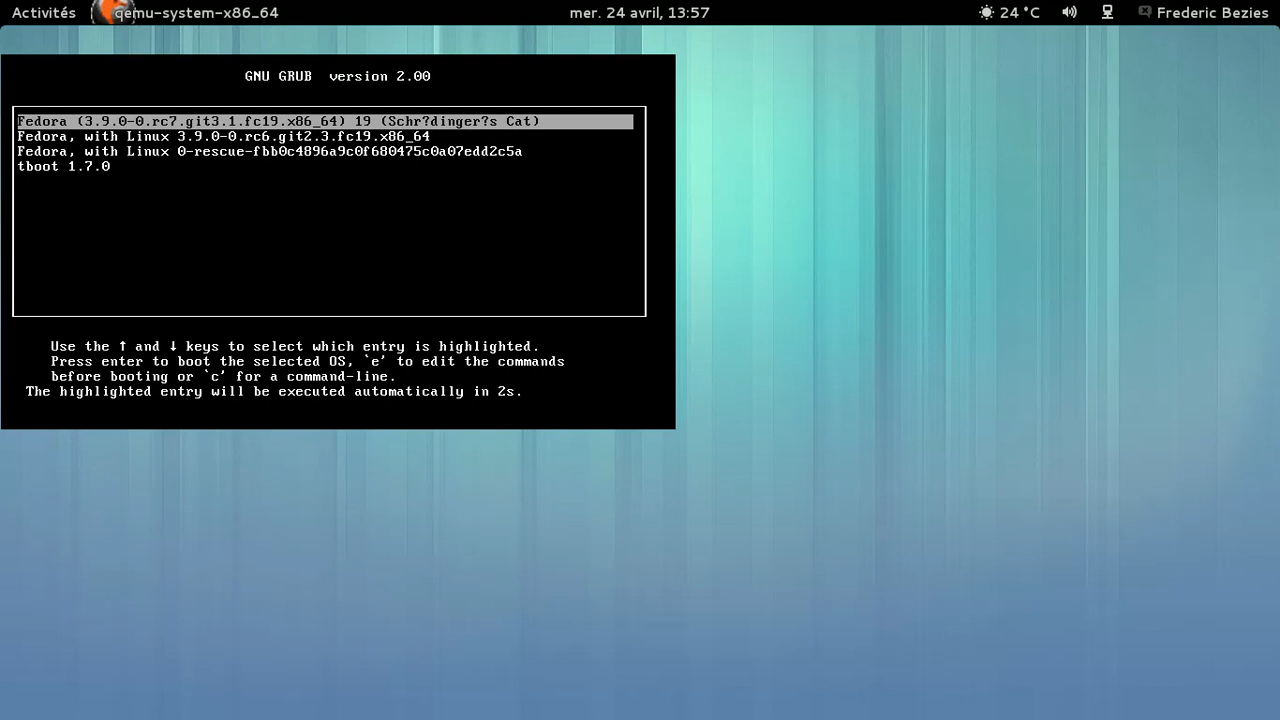 Activités qemu-system-x86_64 mer. 24 avril, 13:57 24 °C Frederic Bezies
GNU GRUB version 2.00
Fedora (3.9.0-0.rc7.git3.1.fc19.x86_64) 19 (Schr?dinger?s Cat)
Fedora, with Linux 3.9.0-0.rc6.git2.3.fc19.x86_64
Fedora, with Linux 0-rescue-fbb0c4896a9c0f680475c0a07edd2c5a
tboot 1.7.0
Use the ↑ and ↓ keys to select which entry is highlighted.
Press enter to boot the selected OS, `e' to edit the commands
before booting or `c' for a command-line.
The highlighted entry will be executed automatically in 2s.